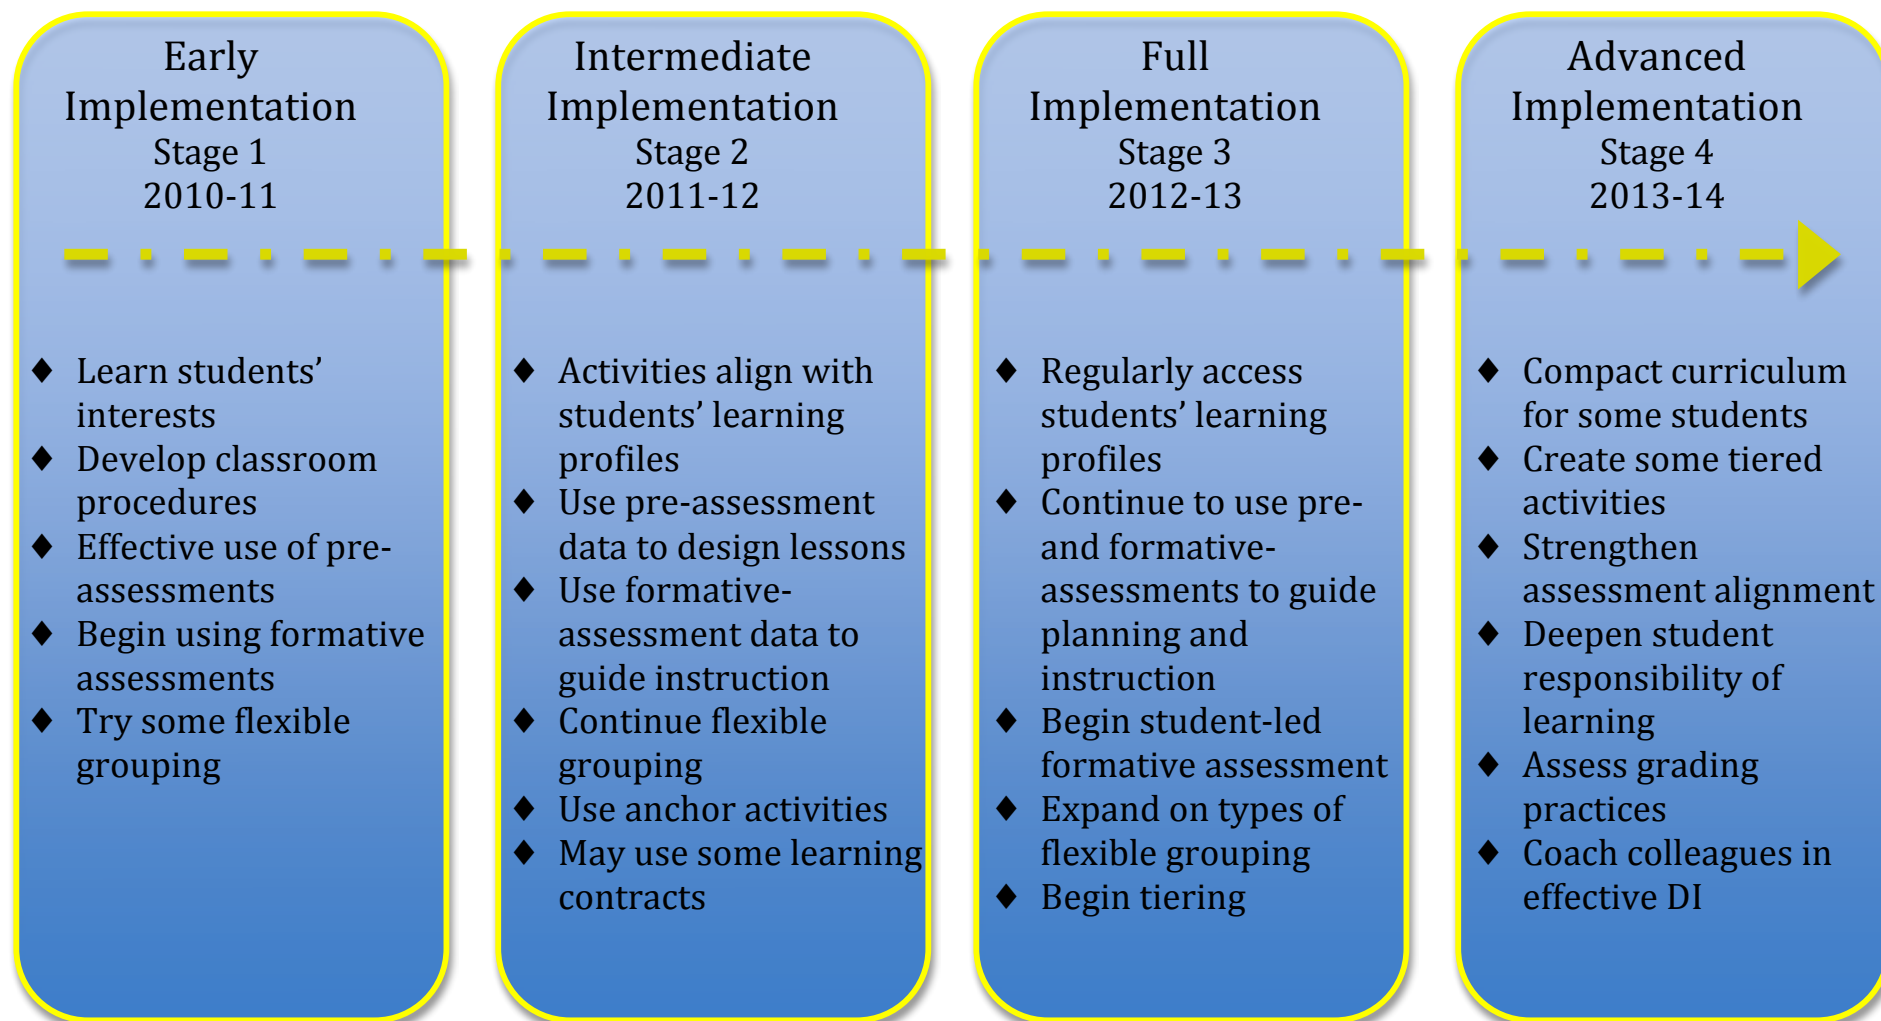 Early
Implementation
Stage 1
2010-11
♦ Learn students’
interests
♦ Develop classroom
procedures
♦ Effective use of pre-
assessments
♦ Begin using formative
assessments
♦ Try some flexible
grouping
Intermediate
Implementation
Stage 2
2011-12
♦ Activities align with
students’ learning
profiles
♦ Use pre-assessment
data to design lessons
♦ Use formative-
assessment data to
guide instruction
♦ Continue flexible
grouping
♦ Use anchor activities
♦ May use some learning
contracts
Full
Implementation
Stage 3
2012-13
♦ Regularly access
students’ learning
profiles
♦ Continue to use pre-
and formative-
assessments to guide
planning and
instruction
♦ Begin student-led
formative assessment
♦ Expand on types of
flexible grouping
♦ Begin tiering
Advanced
Implementation
Stage 4
2013-14
♦ Compact curriculum
for some students
♦ Create some tiered
activities
♦ Strengthen
assessment alignment
♦ Deepen student
responsibility of
learning
♦ Assess grading
practices
♦ Coach colleagues in
effective DI